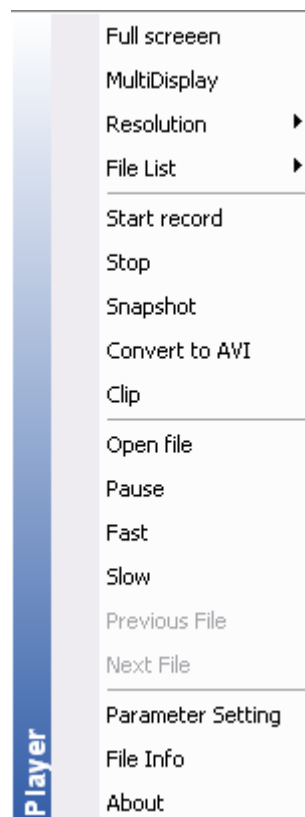 Full screeen
MultiDisplay
Resolution
File List
Start record
Stop
Snapshot
Convert to AVI
Clip
Open file
Pause
Fast
Slow
Previous File
Next File
Parameter Setting
File Info
About
Player